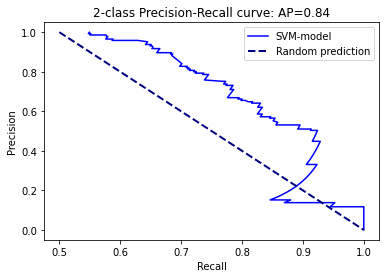 2-class Precision-Recall curve: AP=0.84
SVM-model
Random prediction
Precision
1.0
0.8
0.6
0.4
0.2
0.0
0.5
0.6
0.7
0.8
0.9
1.0
Recall